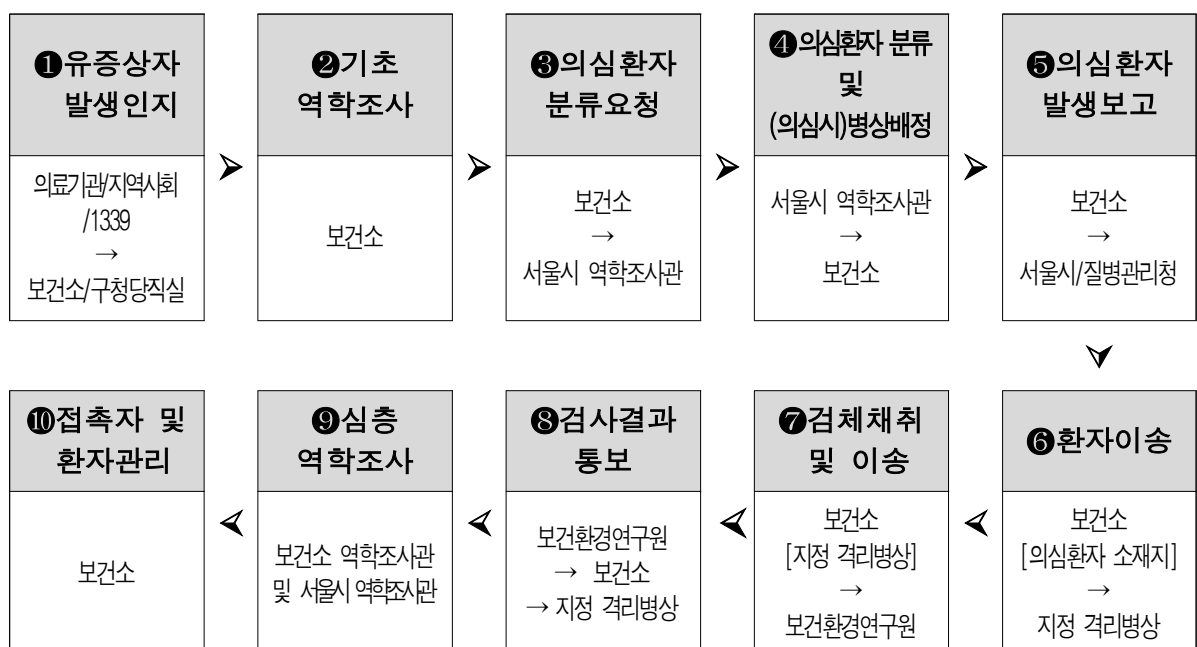 ❶유증상자
발생인지
의료기관/지역사회
/1339
→
보건소/구청당직실
➢
❷기초
역학조사
보건소
➢
❸의심환자
분류요청
보건소
→
서울시 역학조사관
➢
❹의심환자 분류
및
(의심시)병상배정
서울시 역학조사관
→
보건소
➢
❺의심환자
발생보고
보건소
→
서울시/질병관리청
❻환자이송
보건소
[의심환자 소재지]
→
지정 격리병상
❼검체채취
및 이송
보건소
[지정 격리병상]
→
보건환경연구원
❽검사결과
통보
보건환경연구원
→ 보건소
→ 지정 격리병상
❾심층
역학조사
보건소 역학조사관
및 서울시 역학조사관
❿접촉자 및
환자관리
보건소